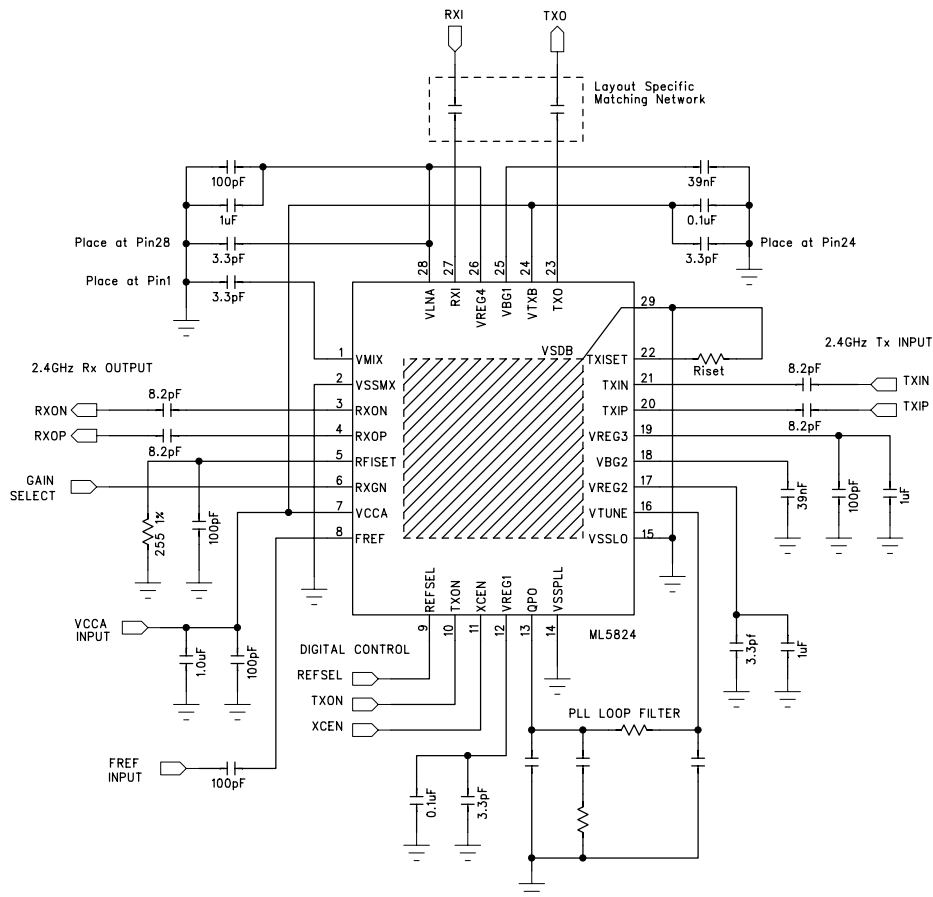 RXI
TXO
Layout Specific
Matching Network
100pF
1uF
Place at Pin28
3.3pF
Place at Pin1
3.3pF
39nF
0.1uF
Place at Pin24
3.3pF
28
27
26
25
24
23
VLNA
RXI
VREG4
VBG1
VTXB
TXO
29
VSDB
2.4GHz Rx OUTPUT
2.4GHz Tx INPUT
1
VMIX
2
VSSMX
3
RXON
4
RXOP
5
RFISET
6
RXGN
7
VCCA
8
FREF
TXISET
22
Riset
TXIN
21
TXIP
20
VREG3
19
VBG2
18
VREG2
17
VTUNE
16
VSSLO
15
8.2pF
RXON
RXOP
8.2pF
8.2pF
TXIN
TXIP
8.2pF
GAIN
SELECT
255 1%
100pF
39nF
100pF
1uF
REFSEL
TXON
XCEN
VREG1
QPO
VSSPLL
9
10
11
12
13
14
ML5824
VCCA
INPUT
1.0uF
100pF
3.3pf
1uF
DIGITAL CONTROL
REFSEL
TXON
XCEN
PLL LOOP FILTER
FREF
INPUT
100pF
0.1uF
3.3pF